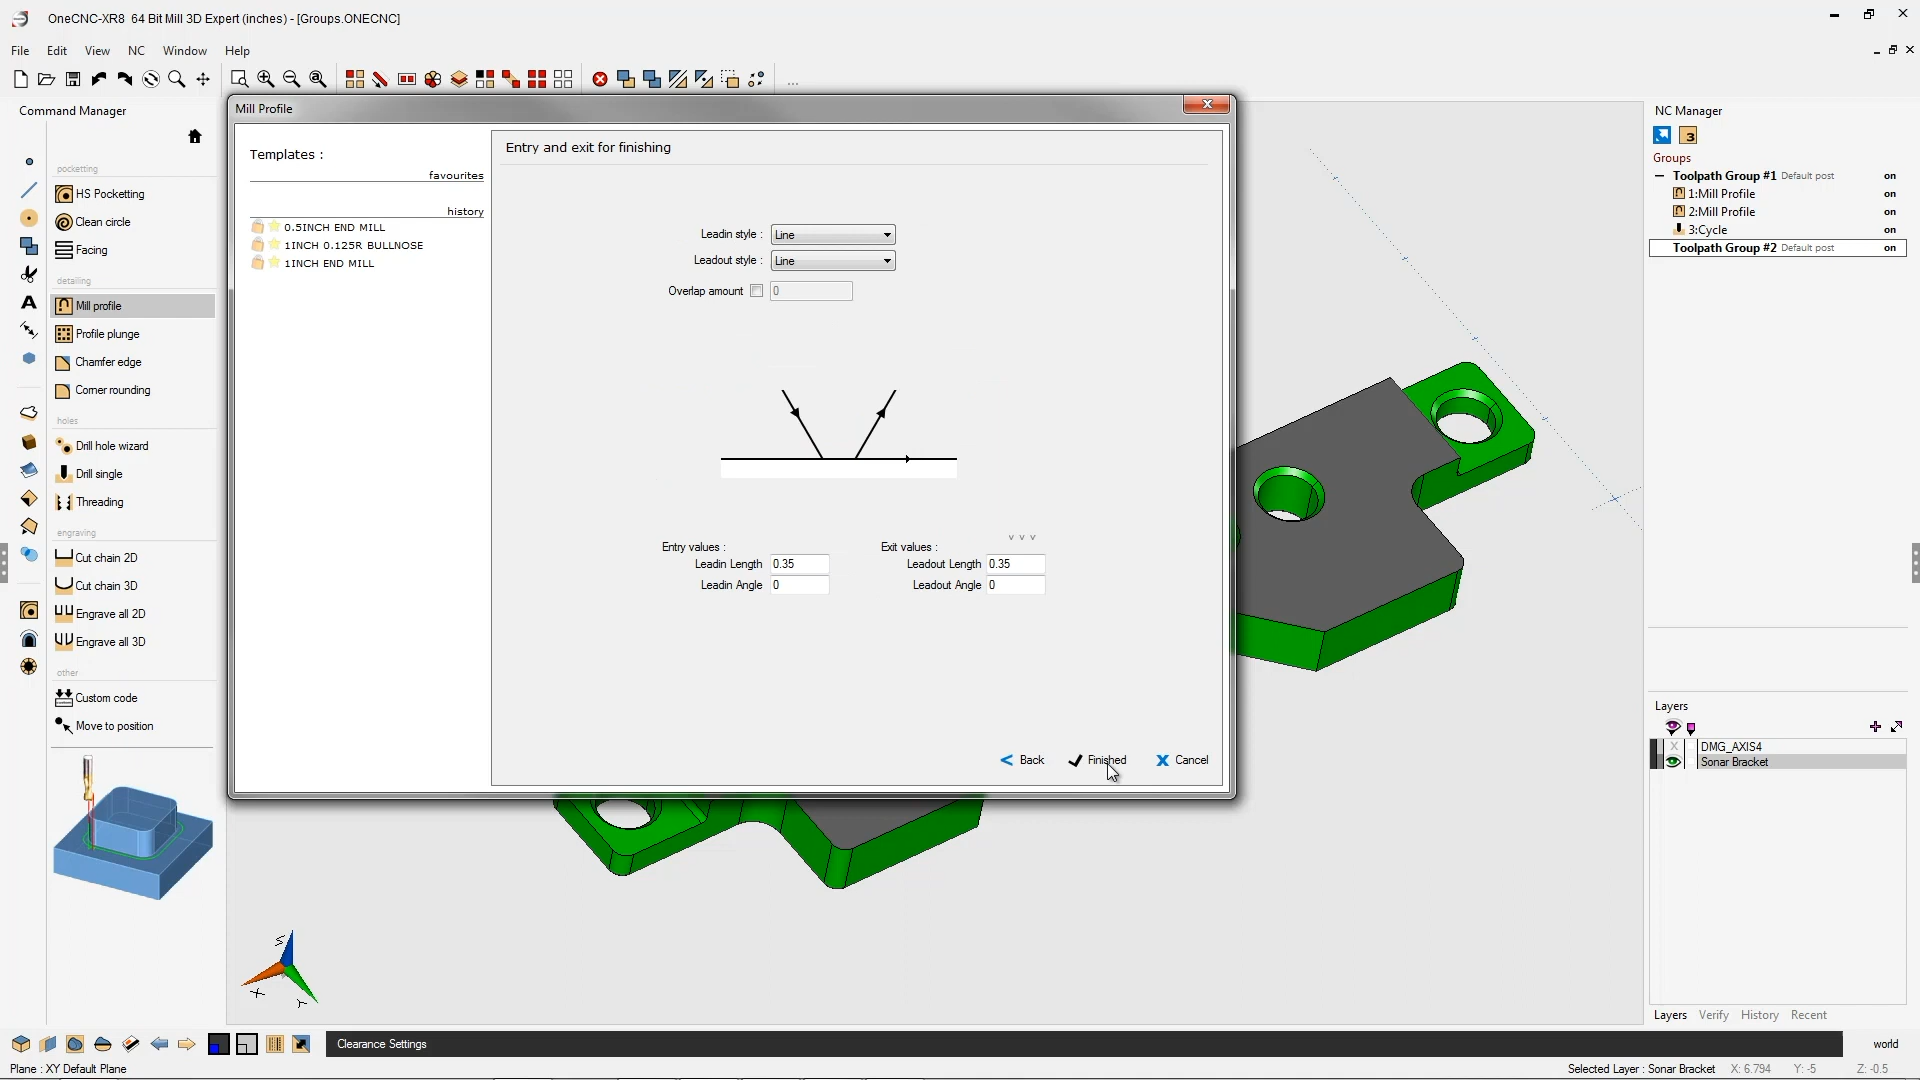 OneCNC-XR8  64 Bit Mill 3D Expert (inches) - [Groups.ONECNC]
File Edit View NC Window Help
...
Command Manager
pocketting
HS Pocketting
Clean circle
Facing
detailing
Mill profile
Profile plunge
Chamfer edge
Corner rounding
holes
Drill hole wizard
Drill single
Threading
engraving
Cut chain 2D
Cut chain 3D
Engrave all 2D
Engrave all 3D
other
Custom code
Move to position
Mill Profile
Templates :
favourites
history
0.5INCH END MILL
1INCH 0.125R BULLNOSE
1INCH END MILL
Entry and exit for finishing
Leadin style : Line
Leadout style : Line
Overlap amount 0
Entry values :
Leadin Length 0.35
Leadin Angle 0
Exit values :
Leadout Length 0.35
Leadout Angle 0
Back Finished Cancel
NC Manager
3
Groups
Toolpath Group #1 Default post on
1:Mill Profile on
2:Mill Profile on
3:Cycle on
Toolpath Group #2 Default post on
Layers
DMG_AXIS4
Sonar Bracket
Layers Verify History Recent
X
Y
Clearance Settings
world
Plane : XY Default Plane
Selected Layer : Sonar Bracket X: 6.794 Y: -5 Z: -0.5